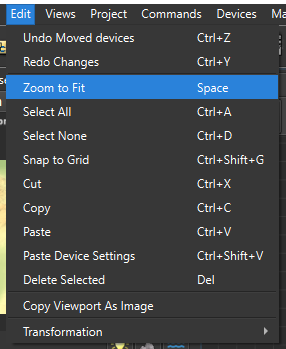 Edit Views Project Commands Devices Ma
Undo Moved devices Ctrl+Z
Redo Changes Ctrl+Y
Zoom to Fit Space
Select All Ctrl+A
Select None Ctrl+D
Snap to Grid Ctrl+Shift+G
Cut Ctrl+X
Copy Ctrl+C
Paste Ctrl+V
Paste Device Settings Ctrl+Shift+V
Delete Selected Del
Copy Viewport As Image
Transformation